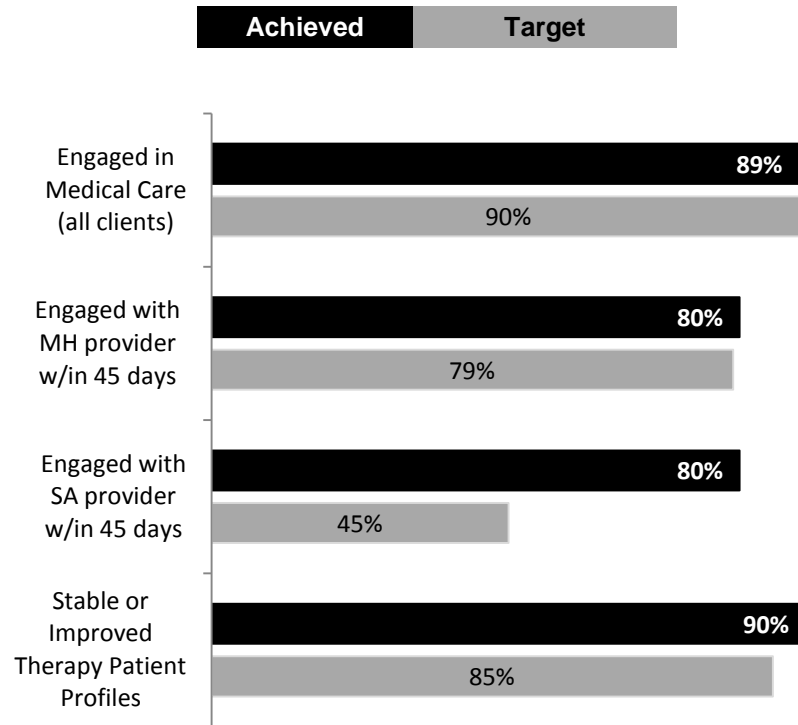 Achieved Target
Engaged in
Medical Care
(all clients)
89%
90%
Engaged with
MH provider
w/in 45 days
80%
79%
Engaged with
SA provider
w/in 45 days
80%
45%
Stable or
Improved
Therapy Patient
Profiles
90%
85%